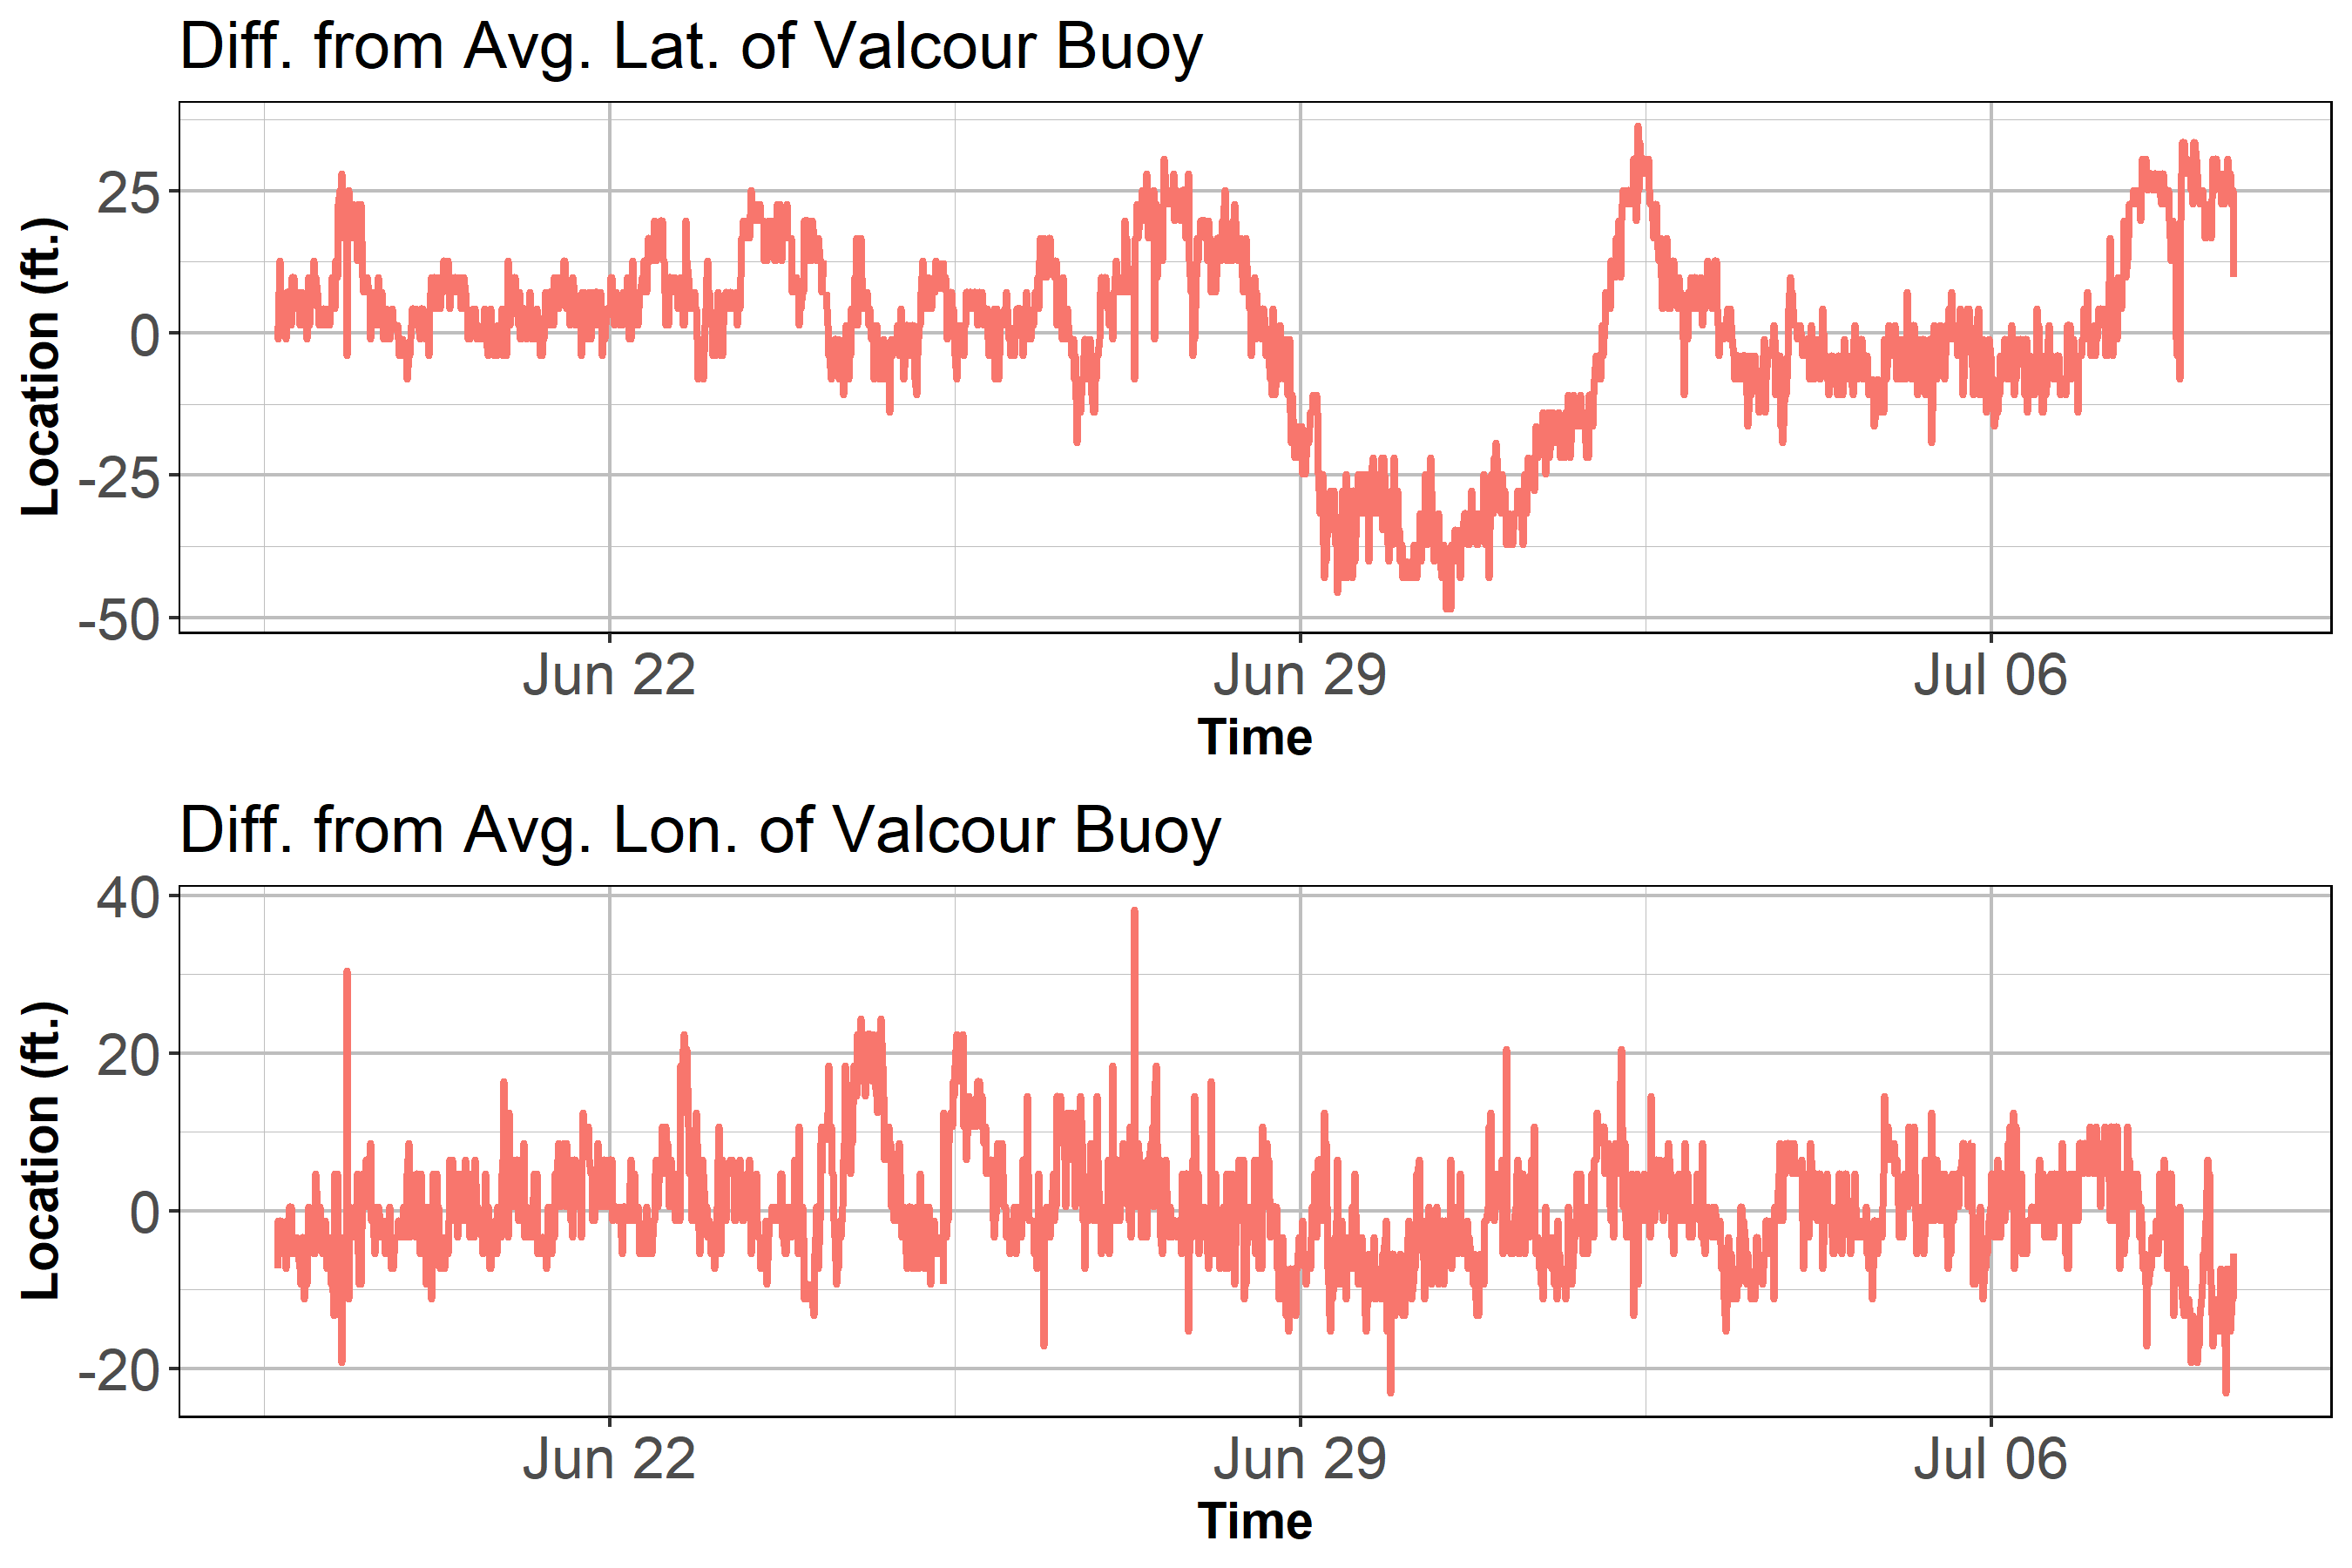 Diff. from Avg. Lat. of Valcour Buoy
Location (ft.)
25
0
-25
-50
Jun 22 Jun 29 Jul 06
Time
Diff. from Avg. Lon. of Valcour Buoy
Location (ft.)
40
20
0
-20
Jun 22 Jun 29 Jul 06
Time